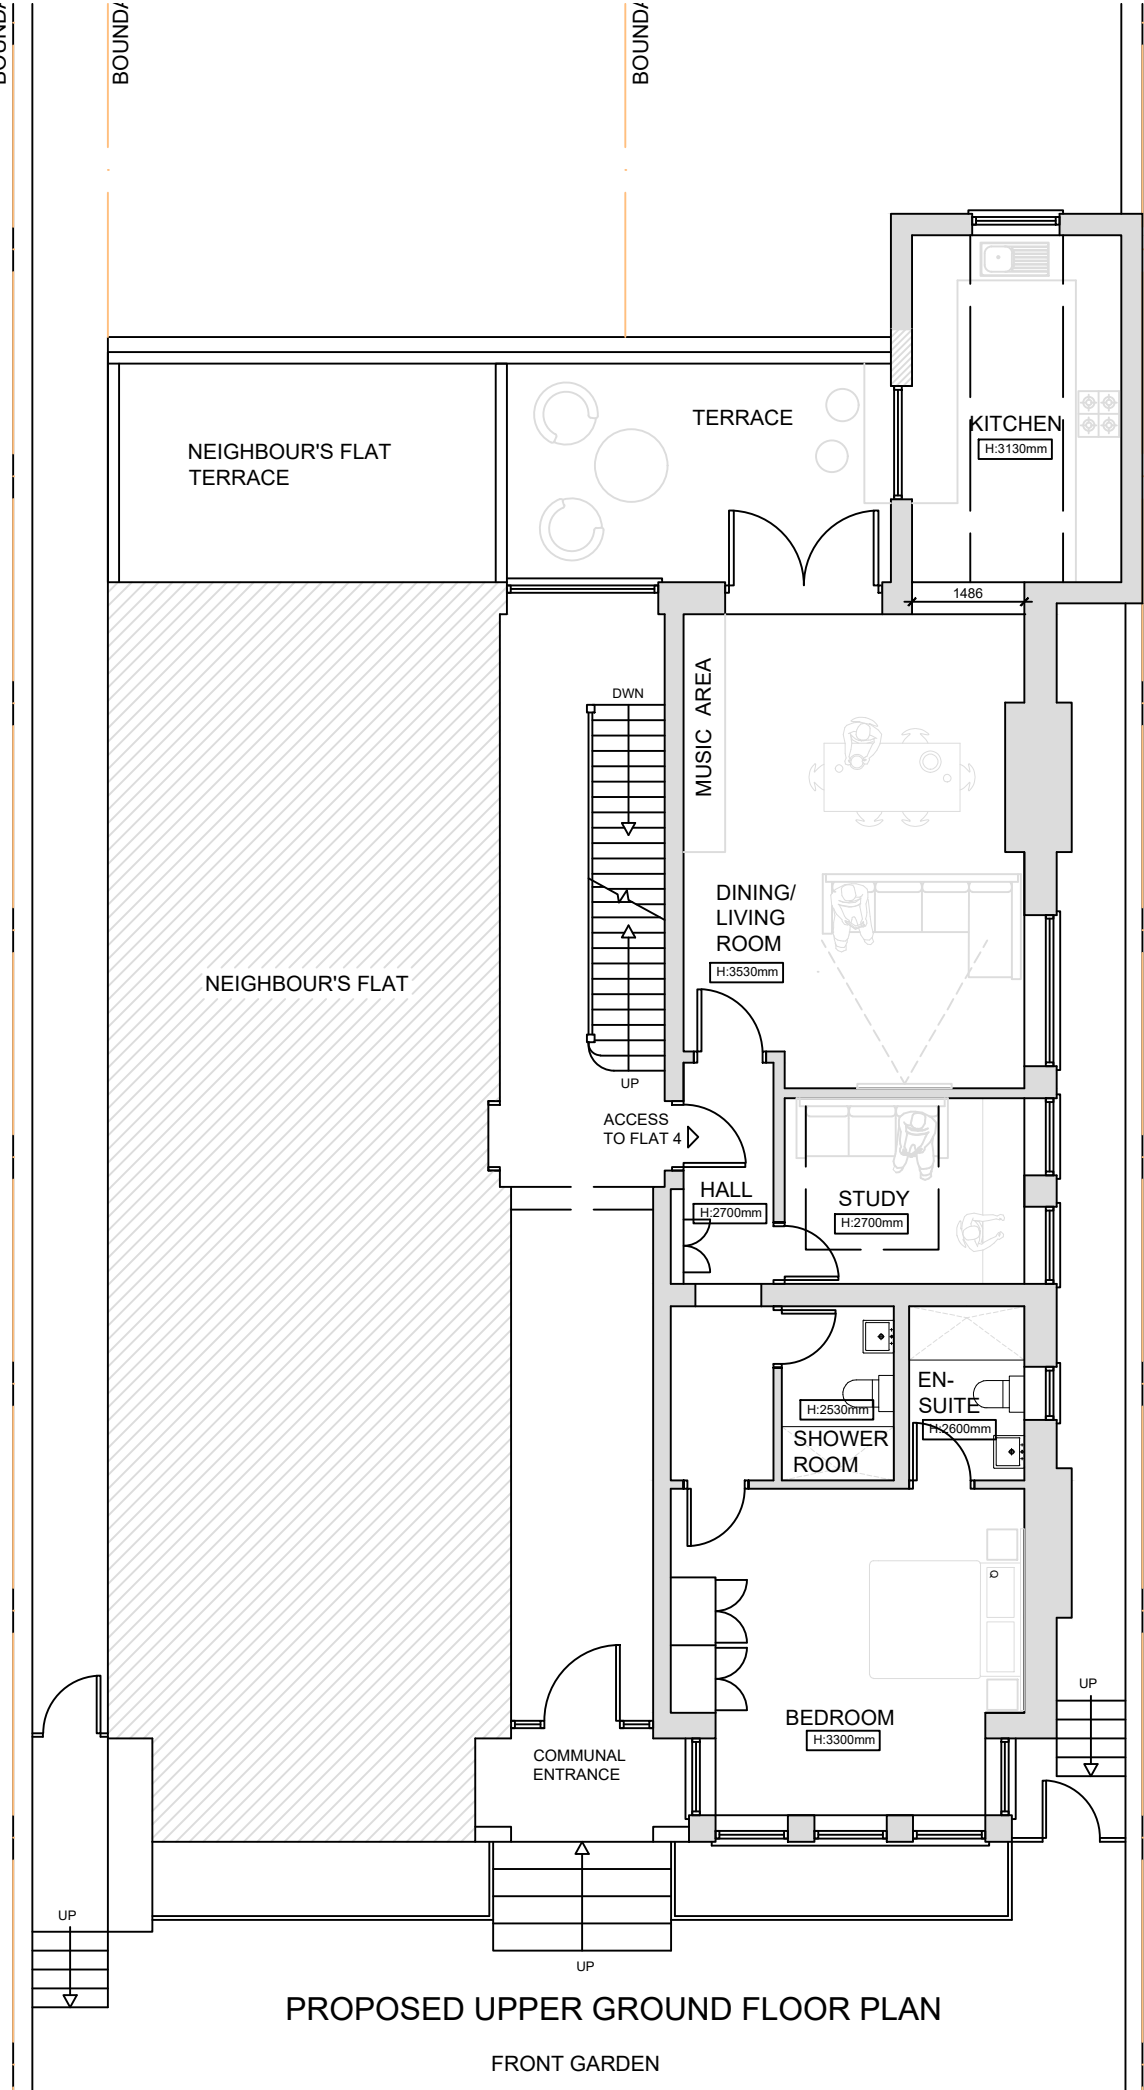 BOUNDA
BOUNDA
BOUNDA
TERRACE
KITCHEN
H:3130mm
NEIGHBOUR'S FLAT
TERRACE
1486
MUSIC AREA
DWN
DINING/
LIVING
ROOM
H:3530mm
NEIGHBOUR'S FLAT
UP
ACCESS
TO FLAT 4
HALL
H:2700mm
STUDY
H:2700mm
EN-
SUITE
H:2600mm
H:2530mm
SHOWER
ROOM
UP
BEDROOM
H:3300mm
COMMUNAL
ENTRANCE
UP
UP
PROPOSED UPPER GROUND FLOOR PLAN
FRONT GARDEN